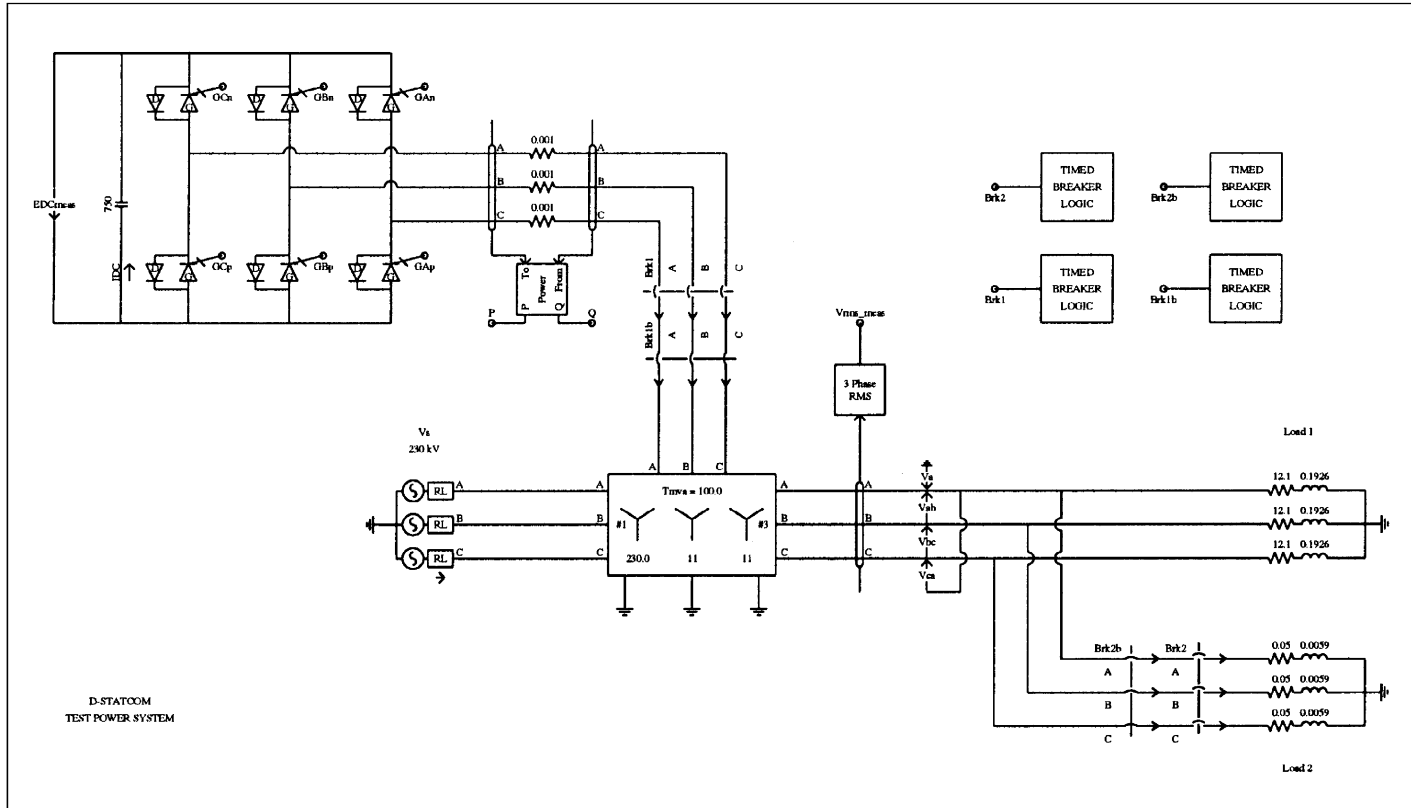 D
G
GCn
D
G
GBn
D
G
GAn
EDCmeas
750
IDC
D
G
GCp
D
G
GBp
D
G
GAp
A
0.001
A
B
0.001
B
C
0.001
C
To
From
Power
P
Q
P
Q
Brk1
A
B
C
Brk1b
A
B
C
TIMED
BREAKER
LOGIC
Brk2
TIMED
BREAKER
LOGIC
Brk2b
TIMED
BREAKER
LOGIC
Brk1
TIMED
BREAKER
LOGIC
Brk1b
Vrms_meas
3 Phase
RMS
Vs
230 kV
RL
A
RL
B
RL
C
A
B
C
Tmva = 100.0
A
B
C
#1
#3
230.0
11
11
A
B
C
A
B
C
Va
Vab
Vbc
Vca
Load 1
12.1
0.1926
12.1
0.1926
12.1
0.1926
Brk2b
Brk2
A
A
B
B
C
C
0.05
0.0059
0.05
0.0059
0.05
0.0059
Load 2
D-STATCOM
TEST POWER SYSTEM